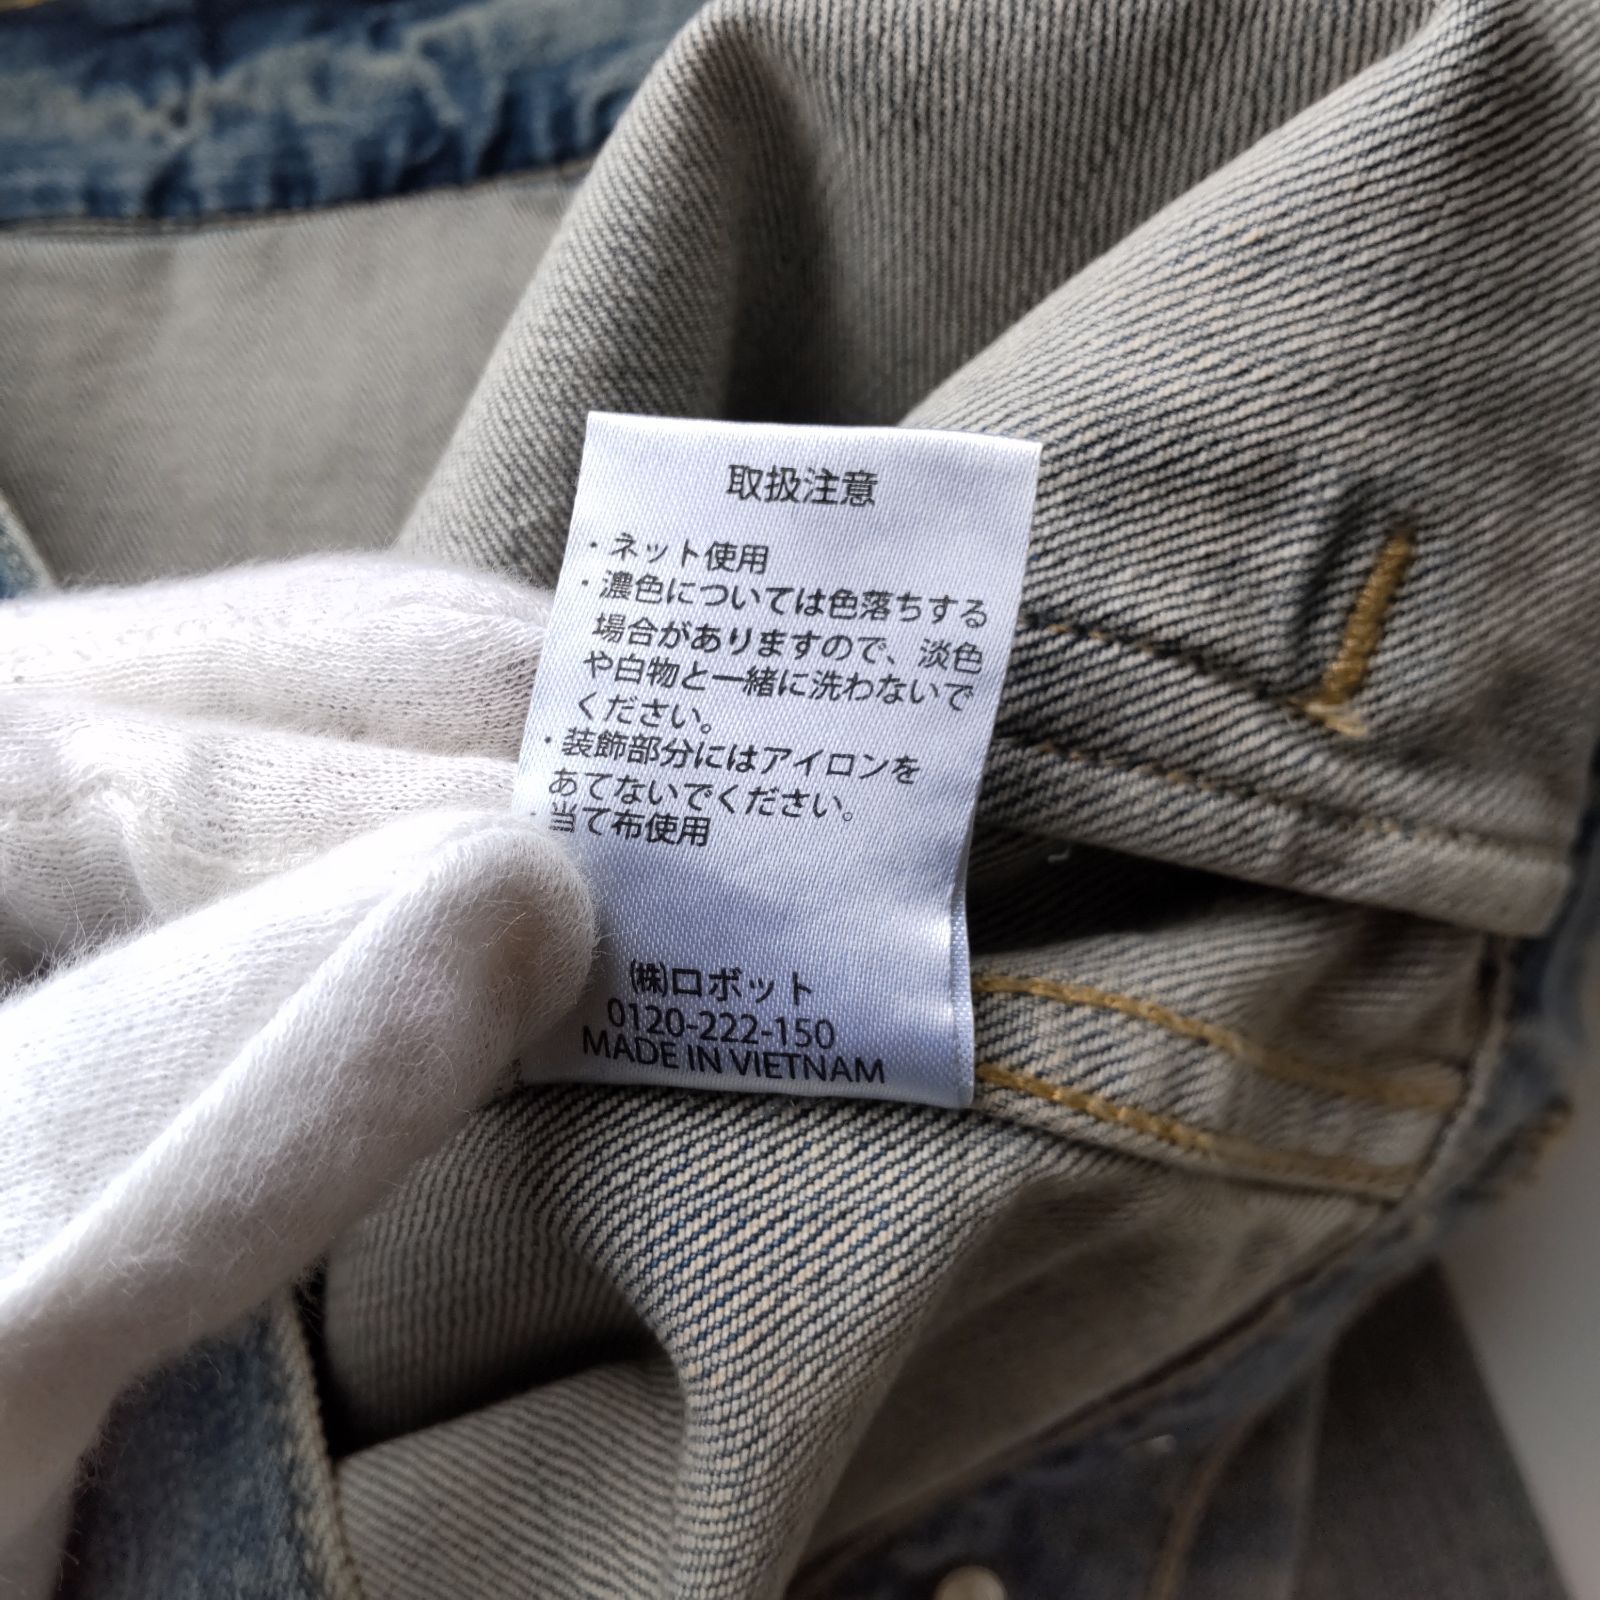 取扱注意
・ネット使用
・濃色については色落ちする
場合がありますので、淡色
や白物と一緒に洗わないで
ください。
・装飾部分にはアイロンを
あてないでください。
・当て布使用
㈱ロボット
0120-222-150
MADE IN VIETNAM